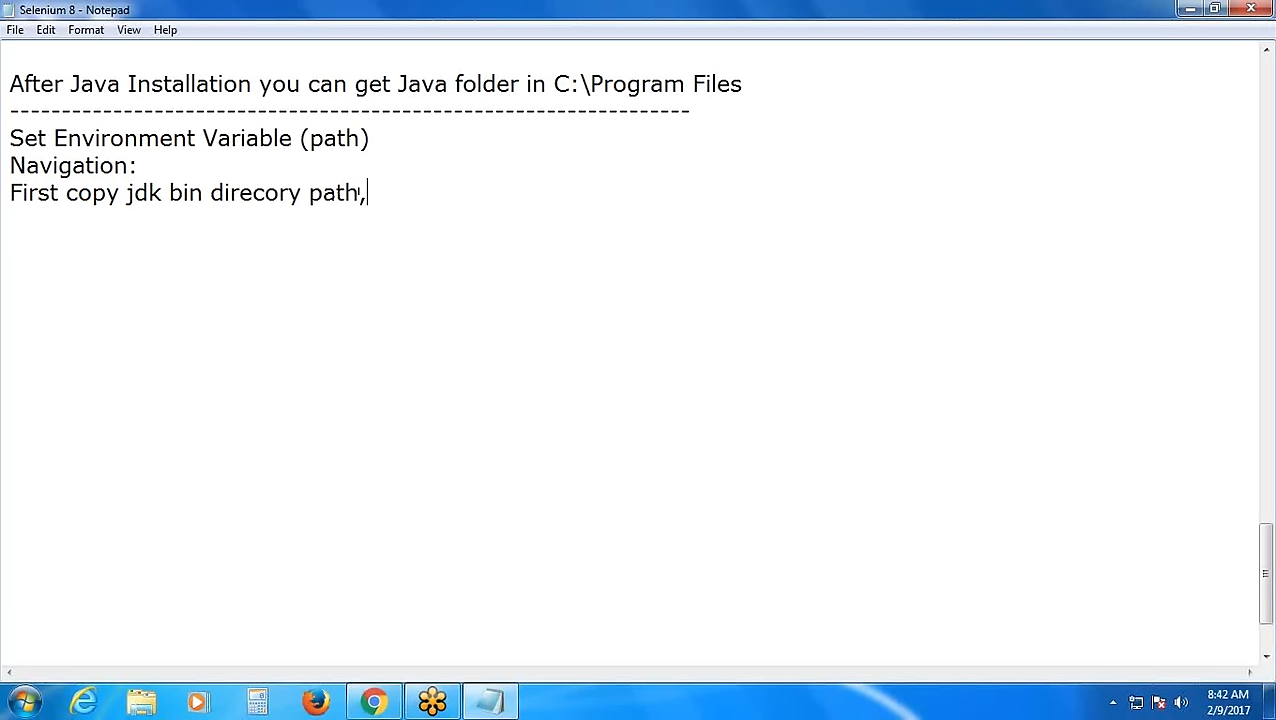 Selenium 8 - Notepad
File Edit Format View Help
After Java Installation you can get Java folder in C:\Program Files
-----------------------------------------------------------------
Set Environment Variable (path)
Navigation:
First copy jdk bin direcory path,
8:42 AM
2/9/2017